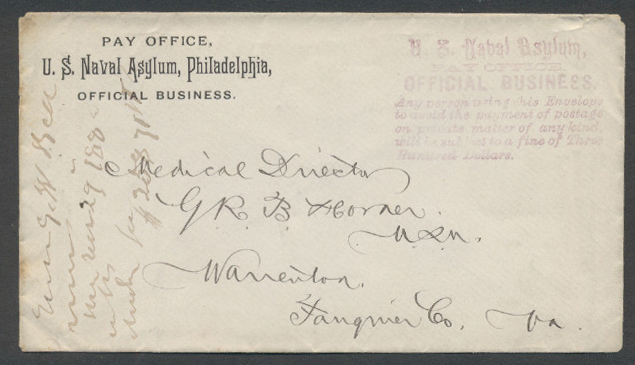 PAY OFFICE,
U. S. Naval Asylum, Philadelphia,
OFFICIAL BUSINESS.
U. S. Naval Asylum,
PAY OFFICE
OFFICIAL BUSINESS.
Any person using this Envelope
to avoid the payment of postage
on private matter of any kind,
will be subject to a fine of Three
Hundred Dollars.
Medical Director
G R B Horner.
U.S.N.
Warrenton.
Fauquier Co. Va.